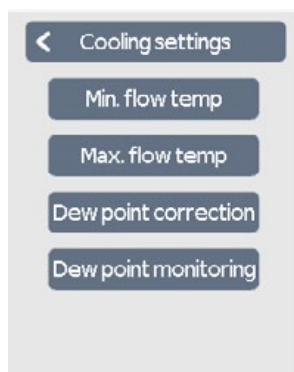 Cooling settings
Min. flow temp
Max. flow temp
Dew point correction
Dew point monitoring